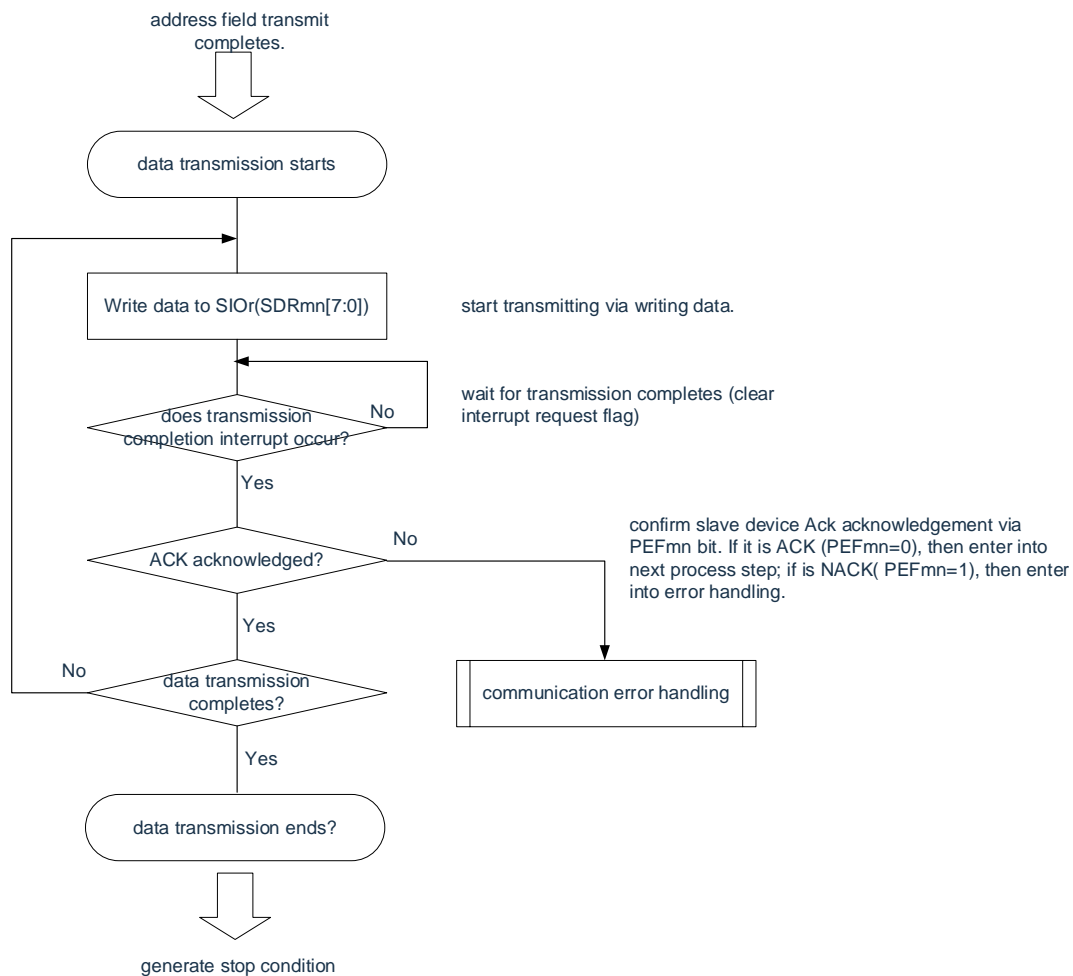 address field transmit
completes.
data transmission starts
Write data to SIOr(SDRmn[7:0])
start transmitting via writing data.
wait for transmission completes (clear
interrupt request flag)
does transmission
completion interrupt occur?
No
Yes
ACK acknowledged?
No
confirm slave device Ack acknowledgement via
PEFmn bit. If it is ACK (PEFmn=0), then enter into
next process step; if is NACK( PEFmn=1), then enter
into error handling.
Yes
No
data transmission
completes?
communication error handling
Yes
data transmission ends?
generate stop condition